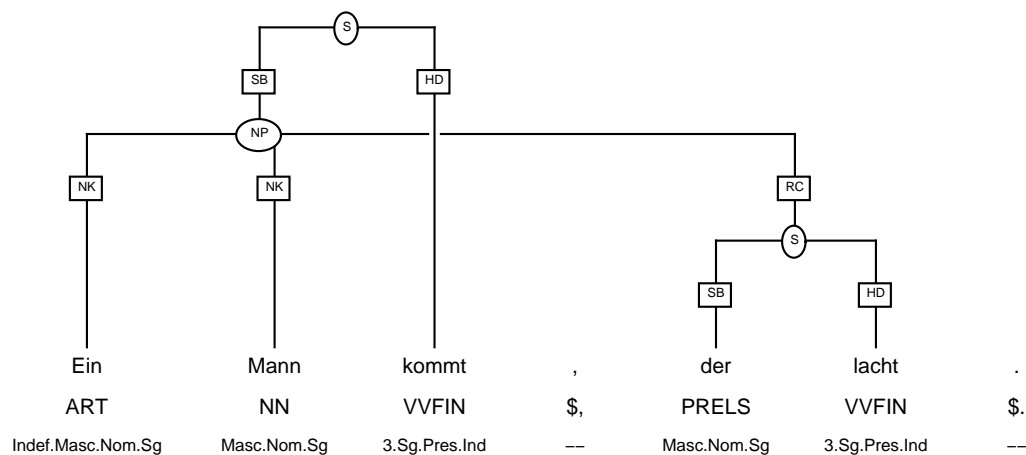 S
SB HD
NP
NK NK RC
S
SB HD
Ein Mann kommt , der lacht .
ART NN VVFIN $, PRELS VVFIN $.
Indef.Masc.Nom.Sg Masc.Nom.Sg 3.Sg.Pres.Ind −− Masc.Nom.Sg 3.Sg.Pres.Ind −−